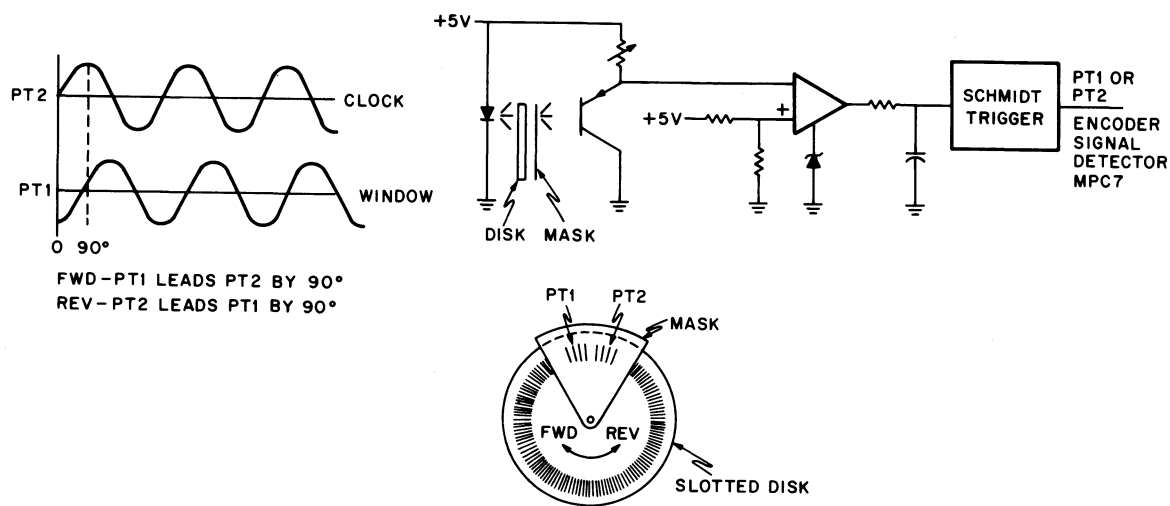 PT2
CLOCK
PT1
WINDOW
0 90°
FWD-PT1 LEADS PT2 BY 90°
REV-PT2 LEADS PT1 BY 90°
+5V
+5V
+
DISK MASK
SCHMIDT
TRIGGER
PT1 OR
PT2
ENCODER
SIGNAL
DETECTOR
MPC7
PT1 PT2
MASK
FWD REV
SLOTTED DISK